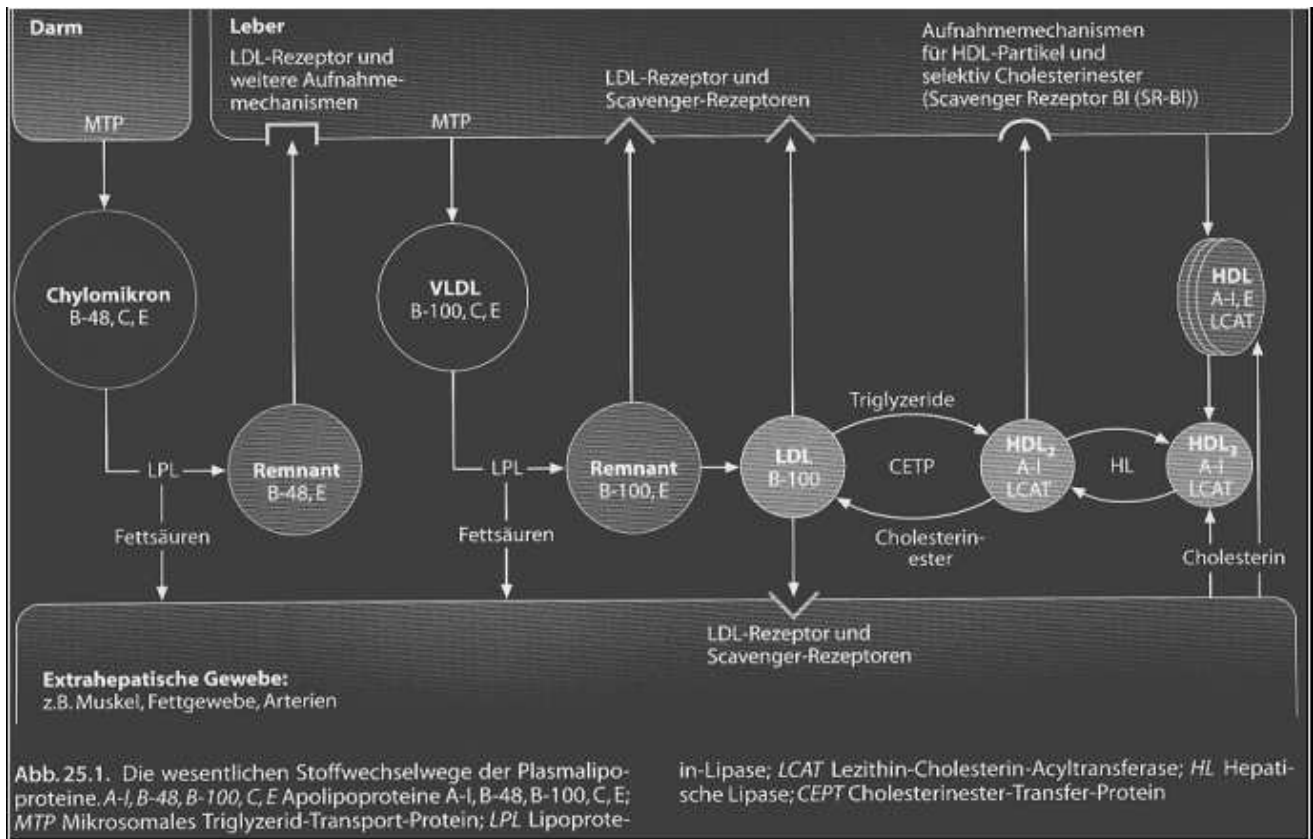 Darm
MTP
Leber
LDL-Rezeptor und
weitere Aufnahme-
mechanismen
MTP
LDL-Rezeptor und
Scavenger-Rezeptoren
Aufnahmemechanismen
für HDL-Partikel und
selektiv Cholesterinester
(Scavenger Rezeptor BI (SR-BI))
Chylomikron
B-48, C, E
VLDL
B-100, C, E
HDL
A-I, E
LCAT
LPL
Remnant
B-48, E
Fettsäuren
LPL
Remnant
B-100, E
Fettsäuren
LDL
B-100
Triglyzeride
CETP
Cholesterin-
ester
HDL₂
A-I
LCAT
HL
HDL₃
A-I
LCAT
Cholesterin
LDL-Rezeptor und
Scavenger-Rezeptoren
Extrahepatische Gewebe:
z.B. Muskel, Fettgewebe, Arterien
Abb. 25.1. Die wesentlichen Stoffwechselwege der Plasmalipo-
proteine. A-I, B-48, B-100, C, E Apolipoproteine A-I, B-48, B-100, C, E;
MTP Mikrosomales Triglyzerid-Transport-Protein; LPL Lipoprote-
in-Lipase; LCAT Lezithin-Cholesterin-Acyltransferase; HL Hepati-
sche Lipase; CEPT Cholesterinester-Transfer-Protein